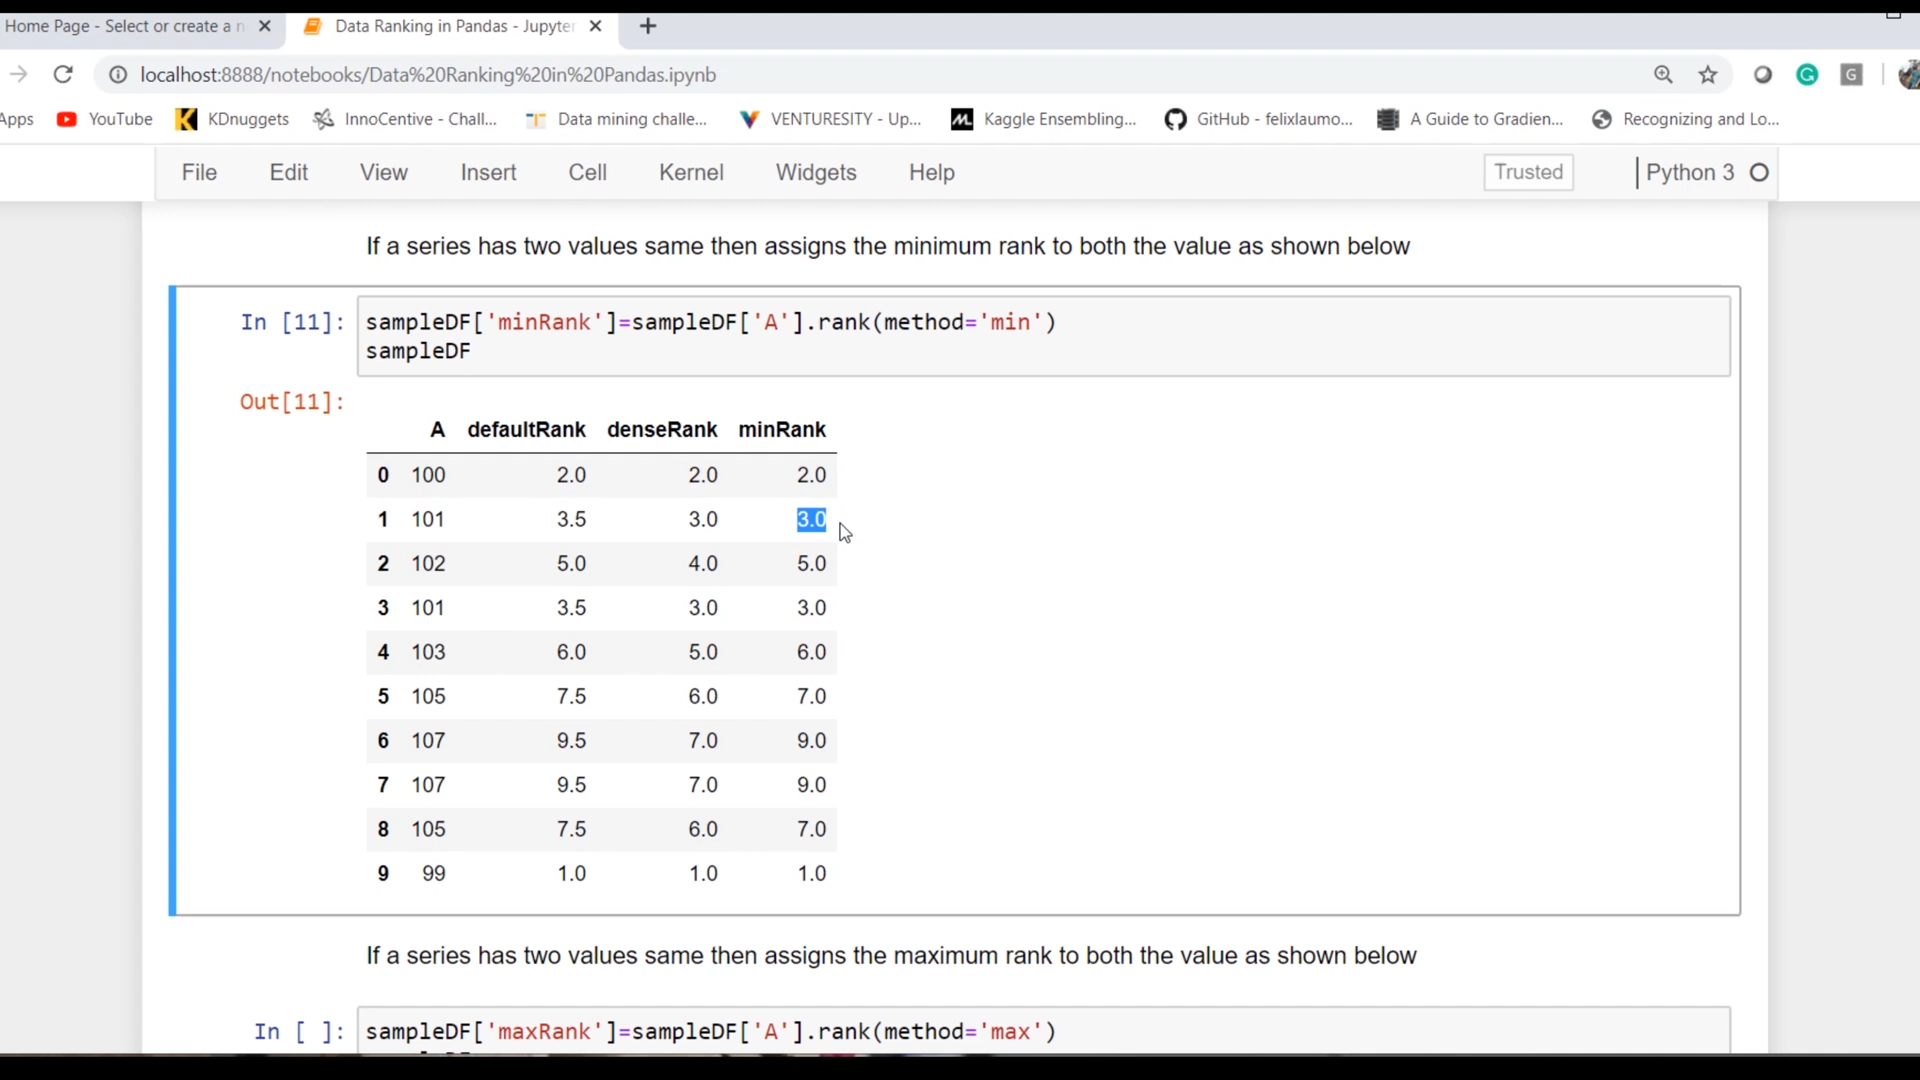 Home Page - Select or create a n
Data Ranking in Pandas - Jupyter
localhost:8888/notebooks/Data%20Ranking%20in%20Pandas.ipynb
G G
Apps YouTube KDnuggets InnoCentive - Chall... Data mining challe... VENTURESITY - Up... Kaggle Ensembling... GitHub - felixlaumo... A Guide to Gradien... Recognizing and Lo...
File Edit View Insert Cell Kernel Widgets Help Trusted Python 3
If a series has two values same then assigns the minimum rank to both the value as shown below
In [11]: sampleDF['minRank']=sampleDF['A'].rank(method='min')
sampleDF
Out[11]:
A defaultRank denseRank minRank
0 100 2.0 2.0 2.0
1 101 3.5 3.0 3.0
2 102 5.0 4.0 5.0
3 101 3.5 3.0 3.0
4 103 6.0 5.0 6.0
5 105 7.5 6.0 7.0
6 107 9.5 7.0 9.0
7 107 9.5 7.0 9.0
8 105 7.5 6.0 7.0
9 99 1.0 1.0 1.0
If a series has two values same then assigns the maximum rank to both the value as shown below
In [ ]: sampleDF['maxRank']=sampleDF['A'].rank(method='max')